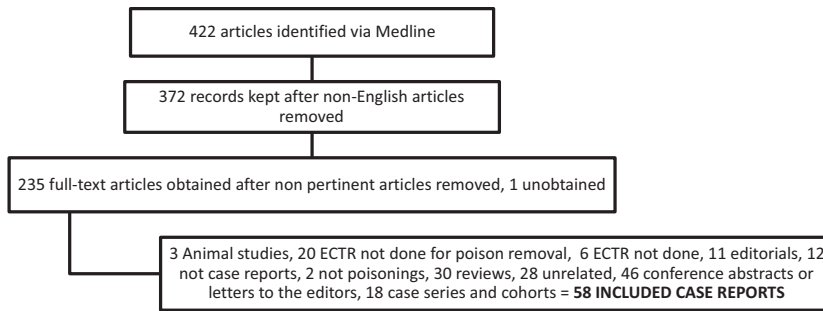 422 articles identified via Medline
372 records kept after non-English articles
removed
235 full-text articles obtained after non pertinent articles removed, 1 unobtained
3 Animal studies, 20 ECTR not done for poison removal, 6 ECTR not done, 11 editorials, 12
not case reports, 2 not poisonings, 30 reviews, 28 unrelated, 46 conference abstracts or
letters to the editors, 18 case series and cohorts = 58 INCLUDED CASE REPORTS